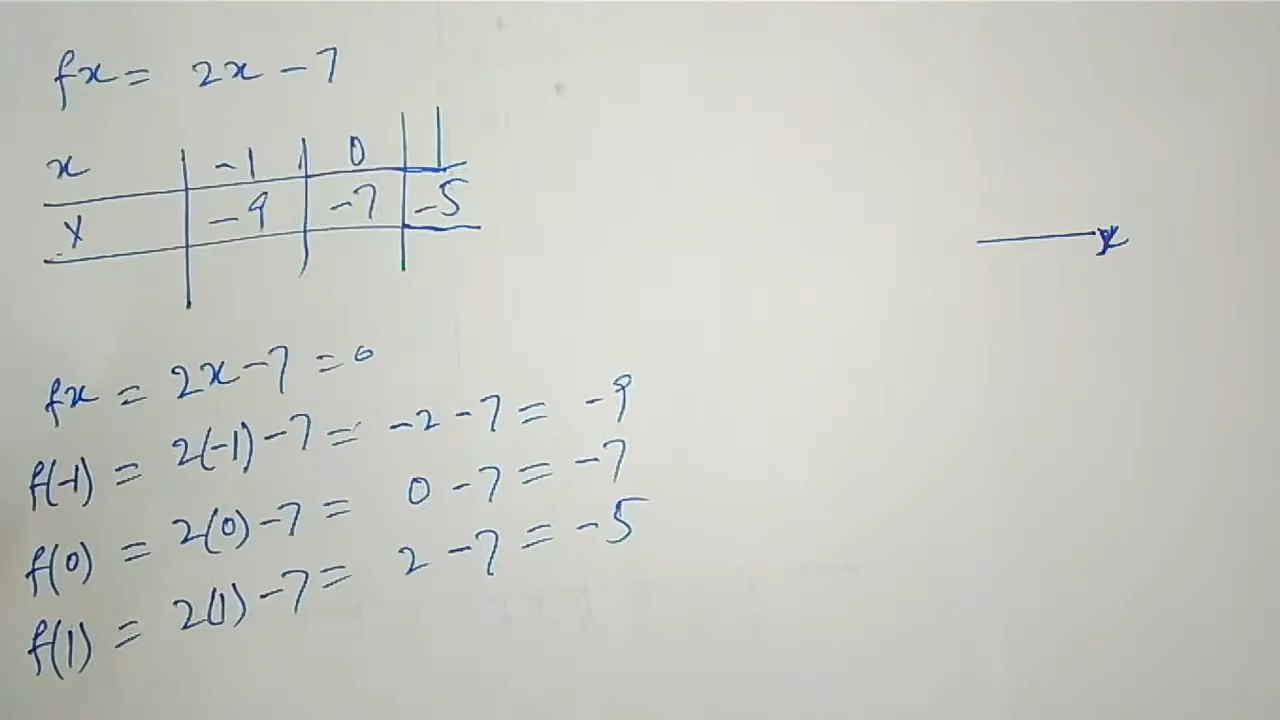 fx = 2x - 7
x -1 0 1
y -9 -7 -5
x
fx = 2x - 7 = 0
f(-1) = 2(-1) - 7 = -2 - 7 = -9
f(0) = 2(0) - 7 = 0 - 7 = -7
f(1) = 2(1) - 7 = 2 - 7 = -5